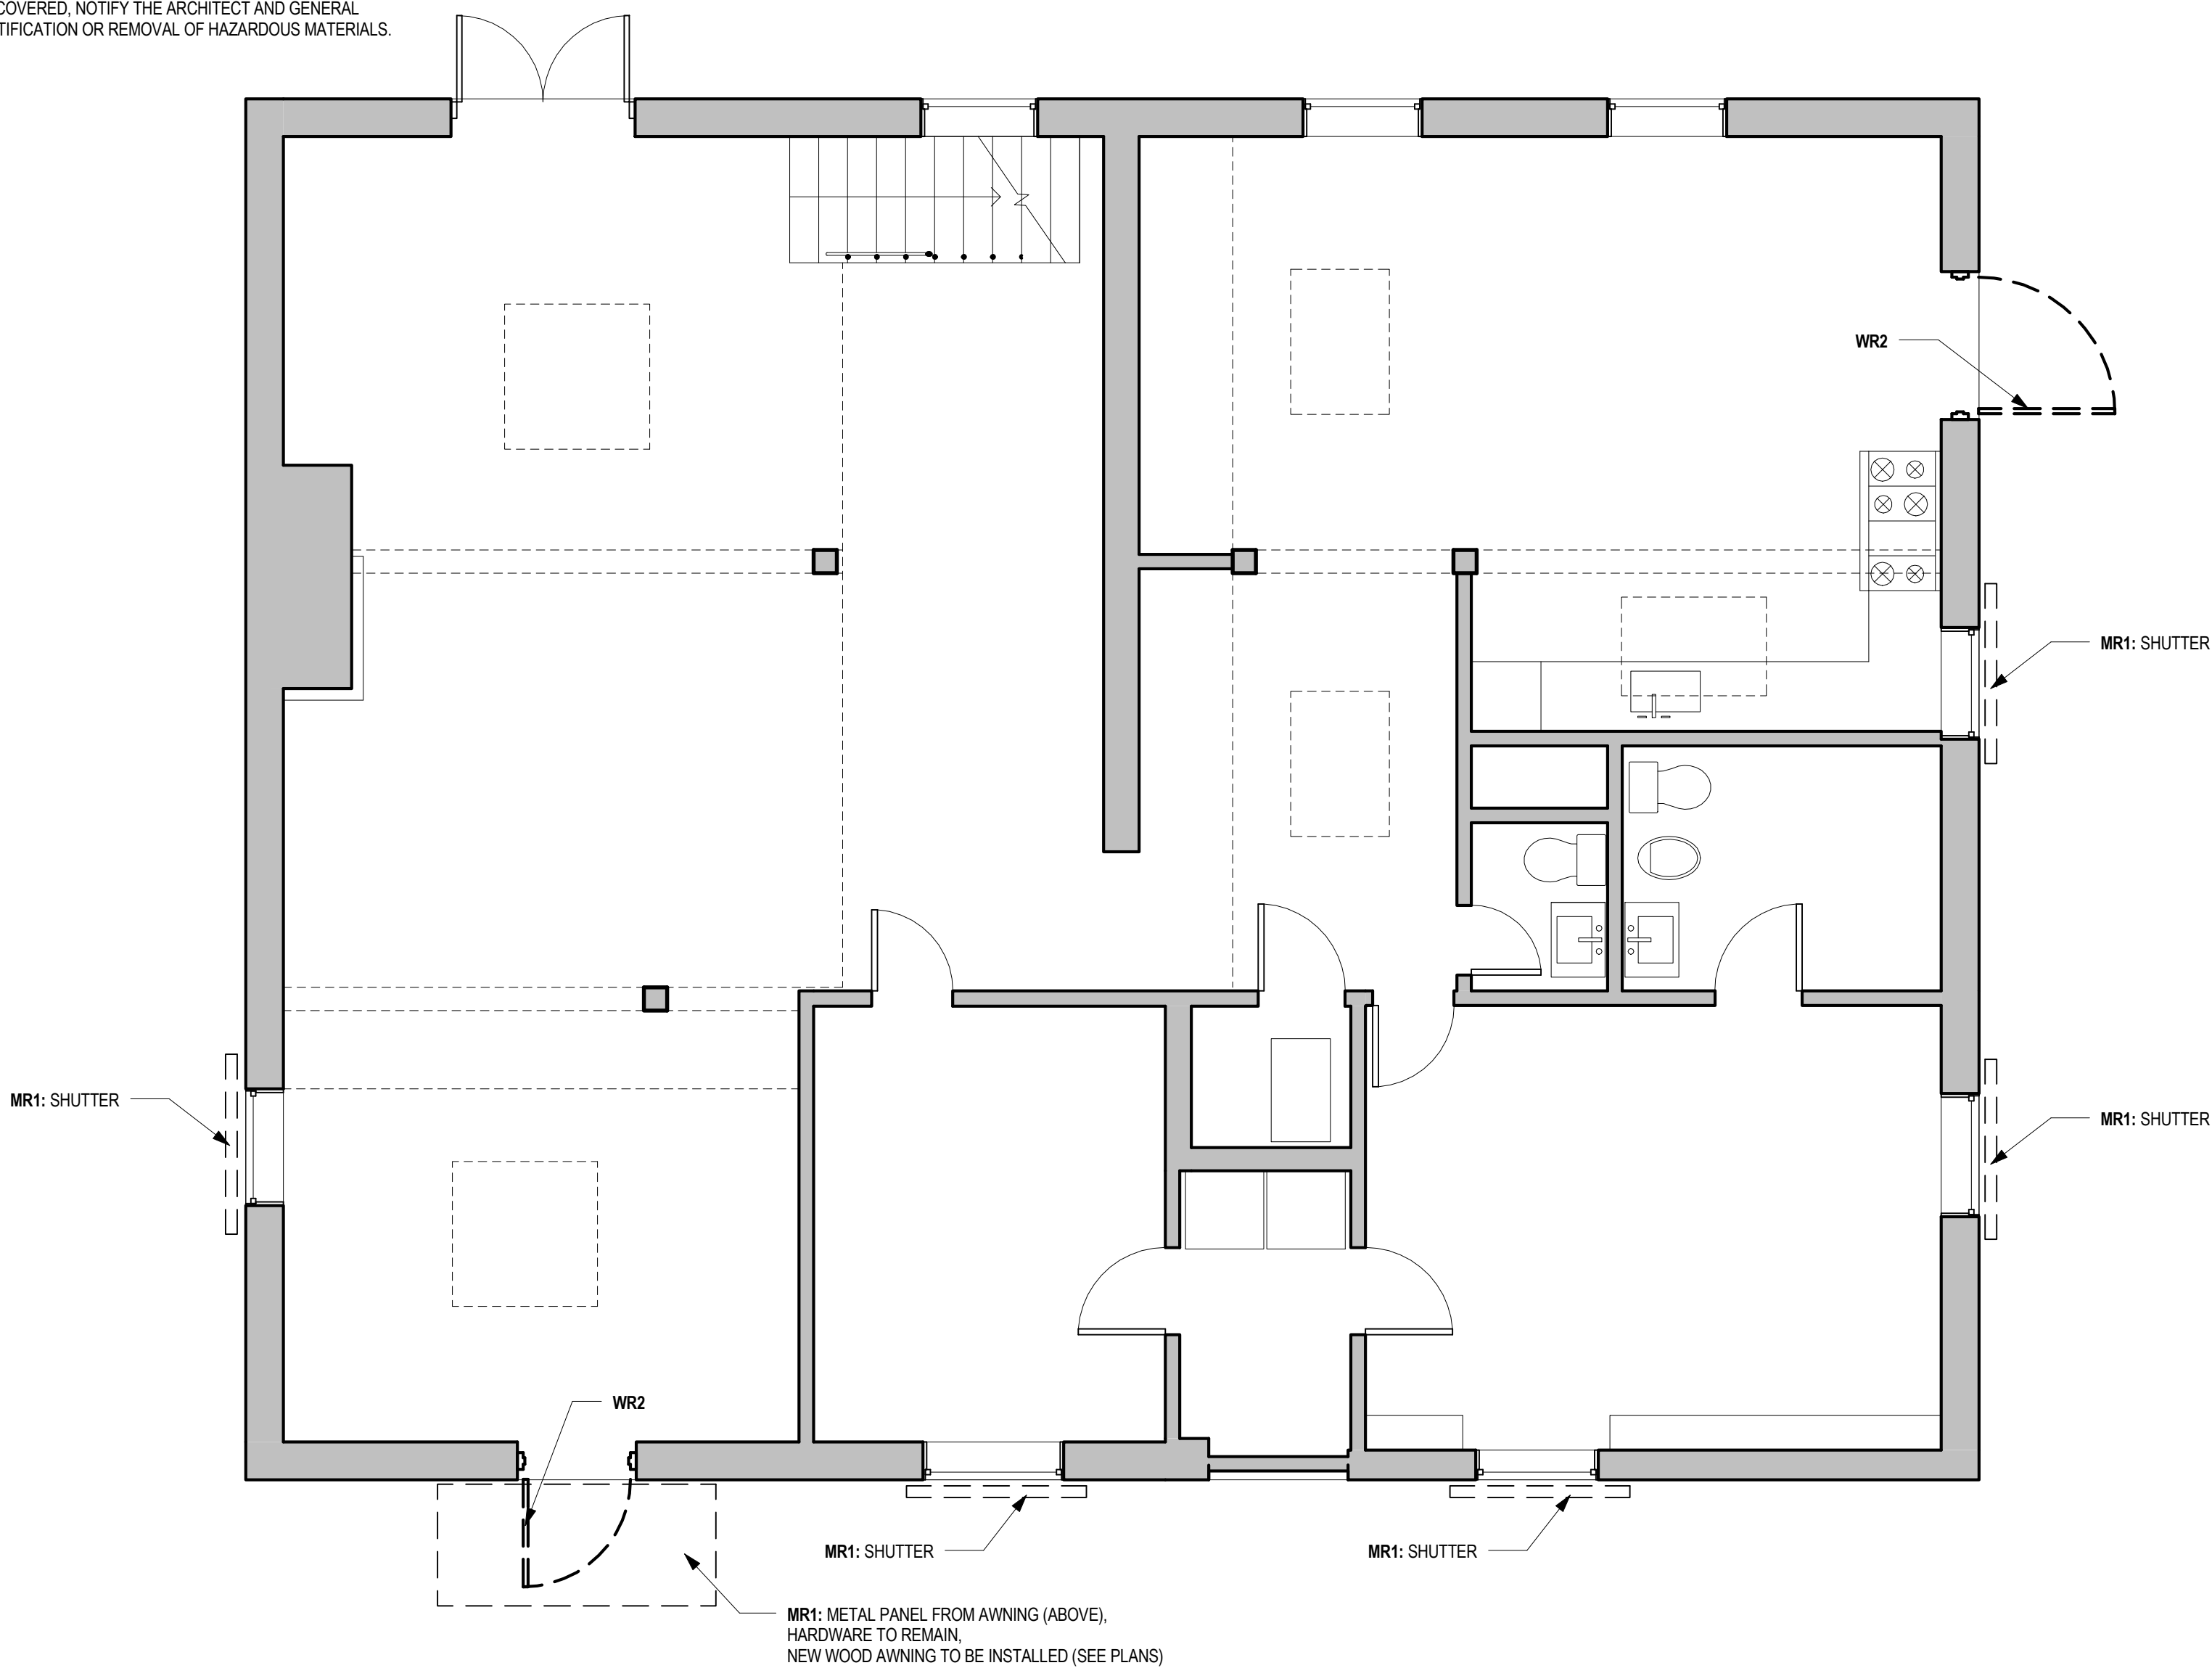 COVERED, NOTIFY THE ARCHITECT AND GENERAL
TIFICATION OR REMOVAL OF HAZARDOUS MATERIALS.
WR2
MR1: SHUTTER
MR1: SHUTTER
MR1: SHUTTER
WR2
MR1: SHUTTER
MR1: SHUTTER
MR1: METAL PANEL FROM AWNING (ABOVE),
HARDWARE TO REMAIN,
NEW WOOD AWNING TO BE INSTALLED (SEE PLANS)